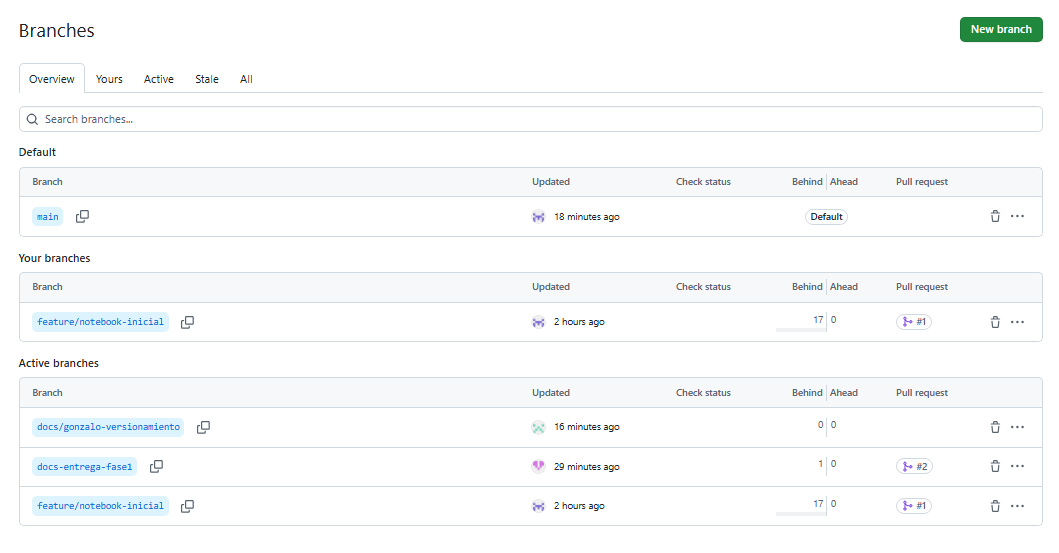 Branches
New branch
Overview Yours Active Stale All
Search branches...
Default
Branch Updated Check status Behind Ahead Pull request
main 18 minutes ago Default
Your branches
Branch Updated Check status Behind Ahead Pull request
feature/notebook-inicial 2 hours ago 17 0 #1
Active branches
Branch Updated Check status Behind Ahead Pull request
docs/gonzalo-versionamiento 16 minutes ago 0 0
docs-entrega-fase1 29 minutes ago 1 0 #2
feature/notebook-inicial 2 hours ago 17 0 #1